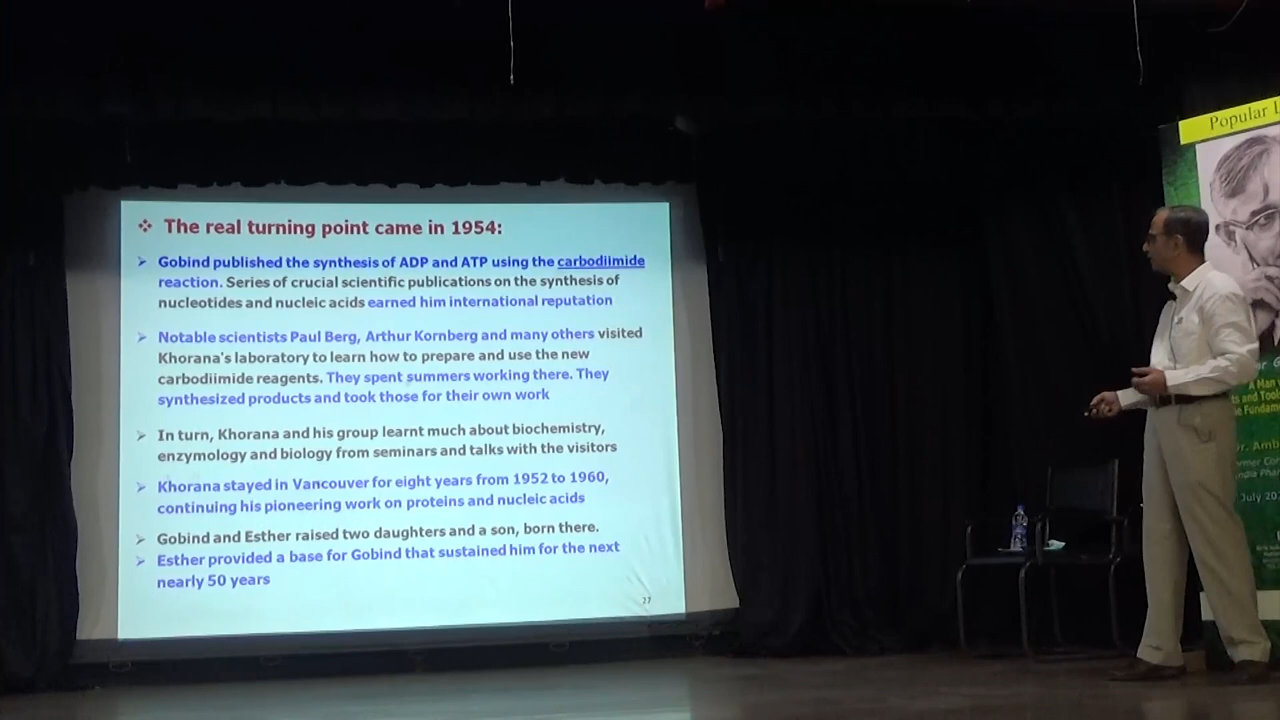 ❖ The real turning point came in 1954:
➢ Gobind published the synthesis of ADP and ATP using the carbodiimide
reaction. Series of crucial scientific publications on the synthesis of
nucleotides and nucleic acids earned him international reputation
➢ Notable scientists Paul Berg, Arthur Kornberg and many others visited
Khorana's laboratory to learn how to prepare and use the new
carbodiimide reagents. They spent summers working there. They
synthesized products and took those for their own work
➢ In turn, Khorana and his group learnt much about biochemistry,
enzymology and biology from seminars and talks with the visitors
➢ Khorana stayed in Vancouver for eight years from 1952 to 1960,
continuing his pioneering work on proteins and nucleic acids
➢ Gobind and Esther raised two daughters and a son, born there.
➢ Esther provided a base for Gobind that sustained him for the next
nearly 50 years
27
Popular
A Man
and Tool
July